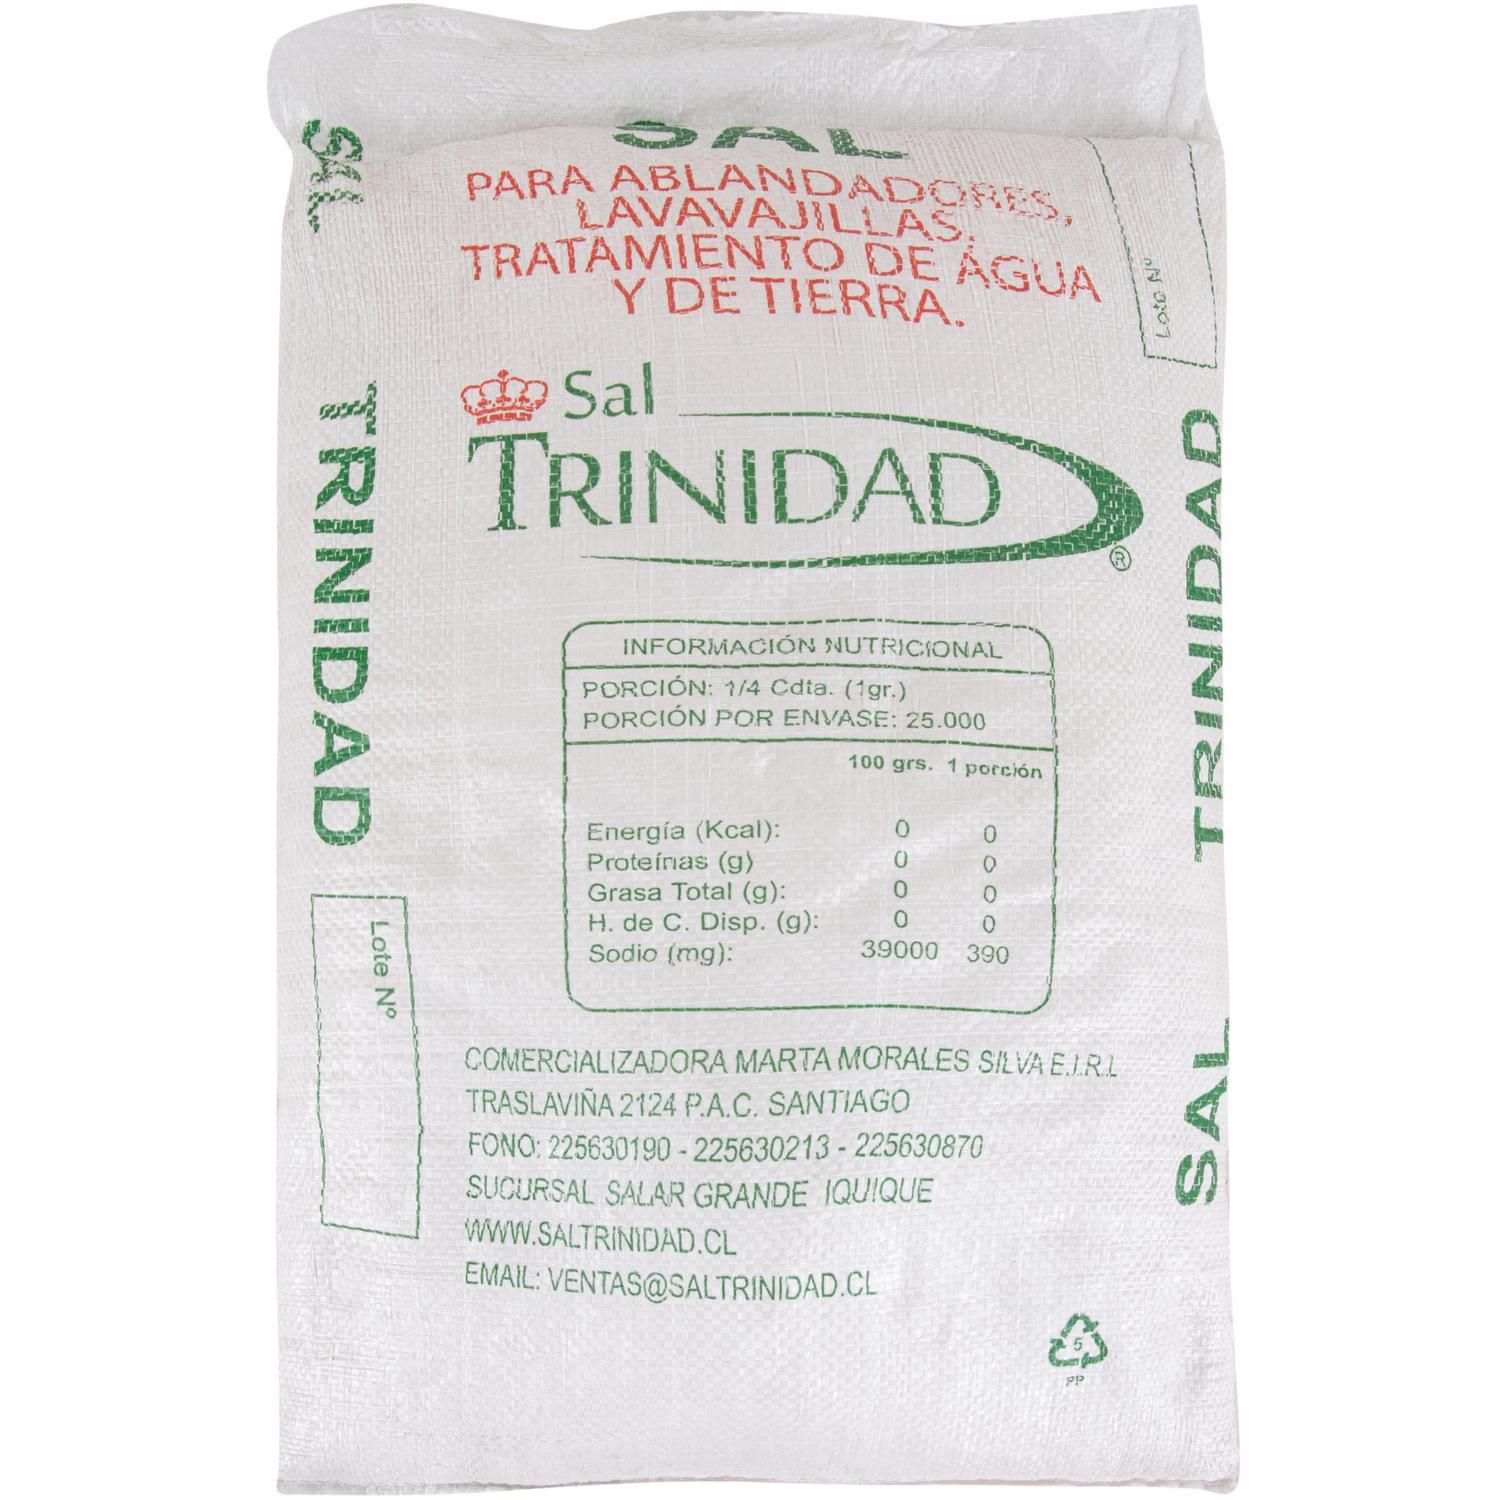 SAL
PARA ABLANDADORES,
LAVAVAJILLAS,
TRATAMIENTO DE ÁGUA
Y DE TIERRA.
Sal
TRINIDAD
®
INFORMACIÓN NUTRICIONAL
PORCIÓN: 1/4 Cdta. (1gr.)
PORCIÓN POR ENVASE: 25.000
100 grs. 1 porción
Energía (Kcal): 0 0
Proteínas (g) 0 0
Grasa Total (g): 0 0
H. de C. Disp. (g): 0 0
Sodio (mg): 39000 390
COMERCIALIZADORA MARTA MORALES SILVA E.I.R.L
TRASLAVIÑA 2124 P.A.C. SANTIAGO
FONO: 225630190 - 225630213 - 225630870
SUCURSAL SALAR GRANDE IQUIQUE
WWW.SALTRINIDAD.CL
EMAIL: VENTAS@SALTRINIDAD.CL
5
PP
SAL TRINIDAD
Lote Nº
Lote Nº
SAL TRINIDAD